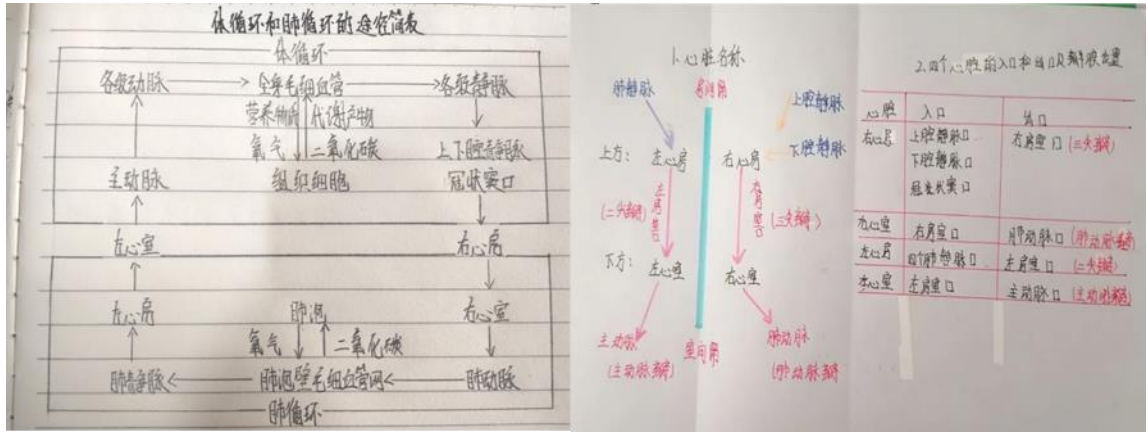 体循环和肺循环的途径简表
体循环
各级动脉 全身毛细血管 各级静脉
营养物质 代谢产物
氧气 二氧化碳 上下腔静脉
主动脉 组织细胞 冠状窦口
左心室 右心房
左心房 肺泡 右心室
氧气 二氧化碳
肺静脉 肺泡壁毛细血管网 肺动脉
肺循环
1.心脏名称
肺静脉 房间隔 上腔静脉
上方: 左心房 右心房 下腔静脉
(二尖瓣) 左房室 右房室 (三尖瓣)
下方: 左心室 右心室
主动脉 室间隔 肺动脉
(主动脉瓣) (肺动脉瓣)
2.四个心腔的入口和出口及瓣膜位置
心腔 入口 出口
右心房 上腔静脉口 右房室口 (三尖瓣)
下腔静脉口
冠状窦口
右心室 右房室口 肺动脉口 (肺动脉瓣)
左心房 四个肺静脉口 左房室口 (二尖瓣)
左心室 左房室口 主动脉口 (主动脉瓣)